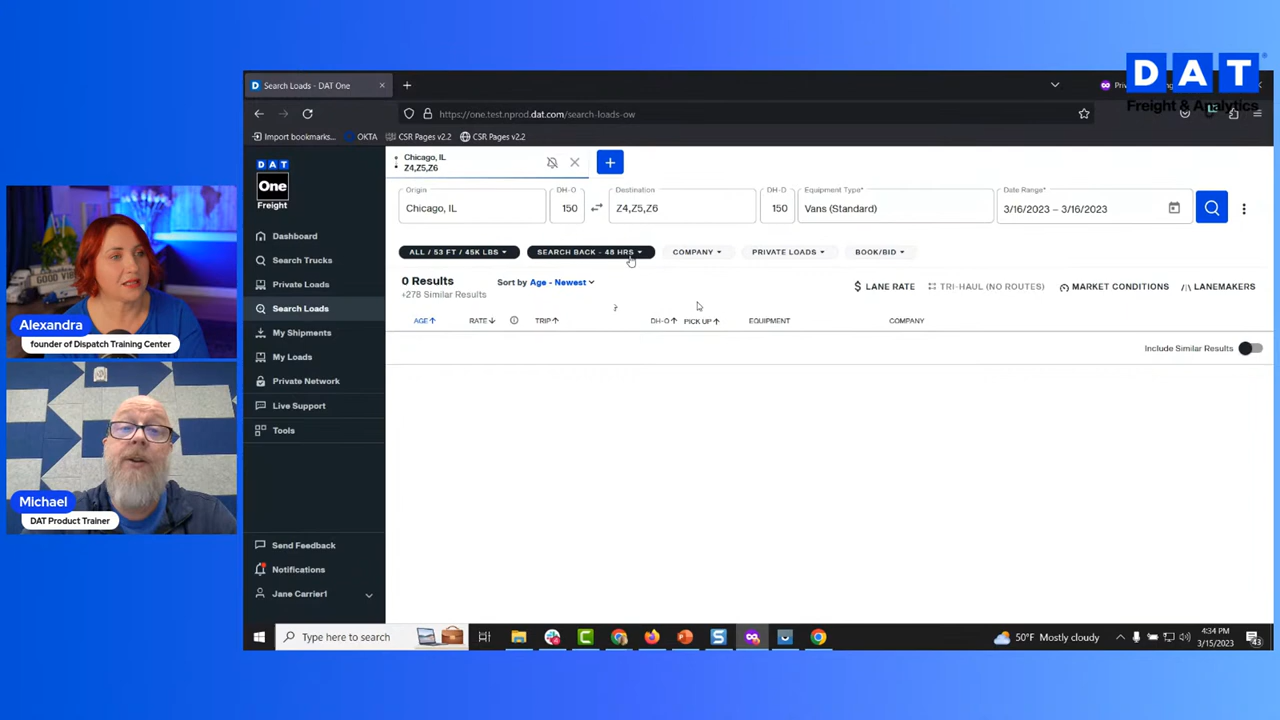 DAT
Freight & Analytics
Search Loads - DAT One
https://one.test.nprod.dat.com/search-loads-ow
Import bookmarks...
OKTA
CSR Pages v2.2
CSR Pages v2.2
DAT
One
Freight
Dashboard
Search Trucks
Private Loads
Search Loads
My Shipments
My Loads
Private Network
Live Support
Tools
Send Feedback
Notifications
Jane Carrier1
Chicago, IL
Z4,Z5,Z6
Origin
Chicago, IL
DH-O
150
Destination
Z4,Z5,Z6
DH-D
150
Equipment Type*
Vans (Standard)
Date Range*
3/16/2023 – 3/16/2023
ALL / 53 FT / 45K LBS
SEARCH BACK - 48 HRS
COMPANY
PRIVATE LOADS
BOOK/BID
0 Results
+278 Similar Results
Sort by Age - Newest
LANE RATE
TRI-HAUL (NO ROUTES)
MARKET CONDITIONS
LANEMAKERS
AGE
RATE
TRIP
DH-O
PICK UP
EQUIPMENT
COMPANY
Include Similar Results
Alexandra
founder of Dispatch Training Center
Michael
DAT Product Trainer
Type here to search
50°F Mostly cloudy
4:34 PM
3/15/2023
43